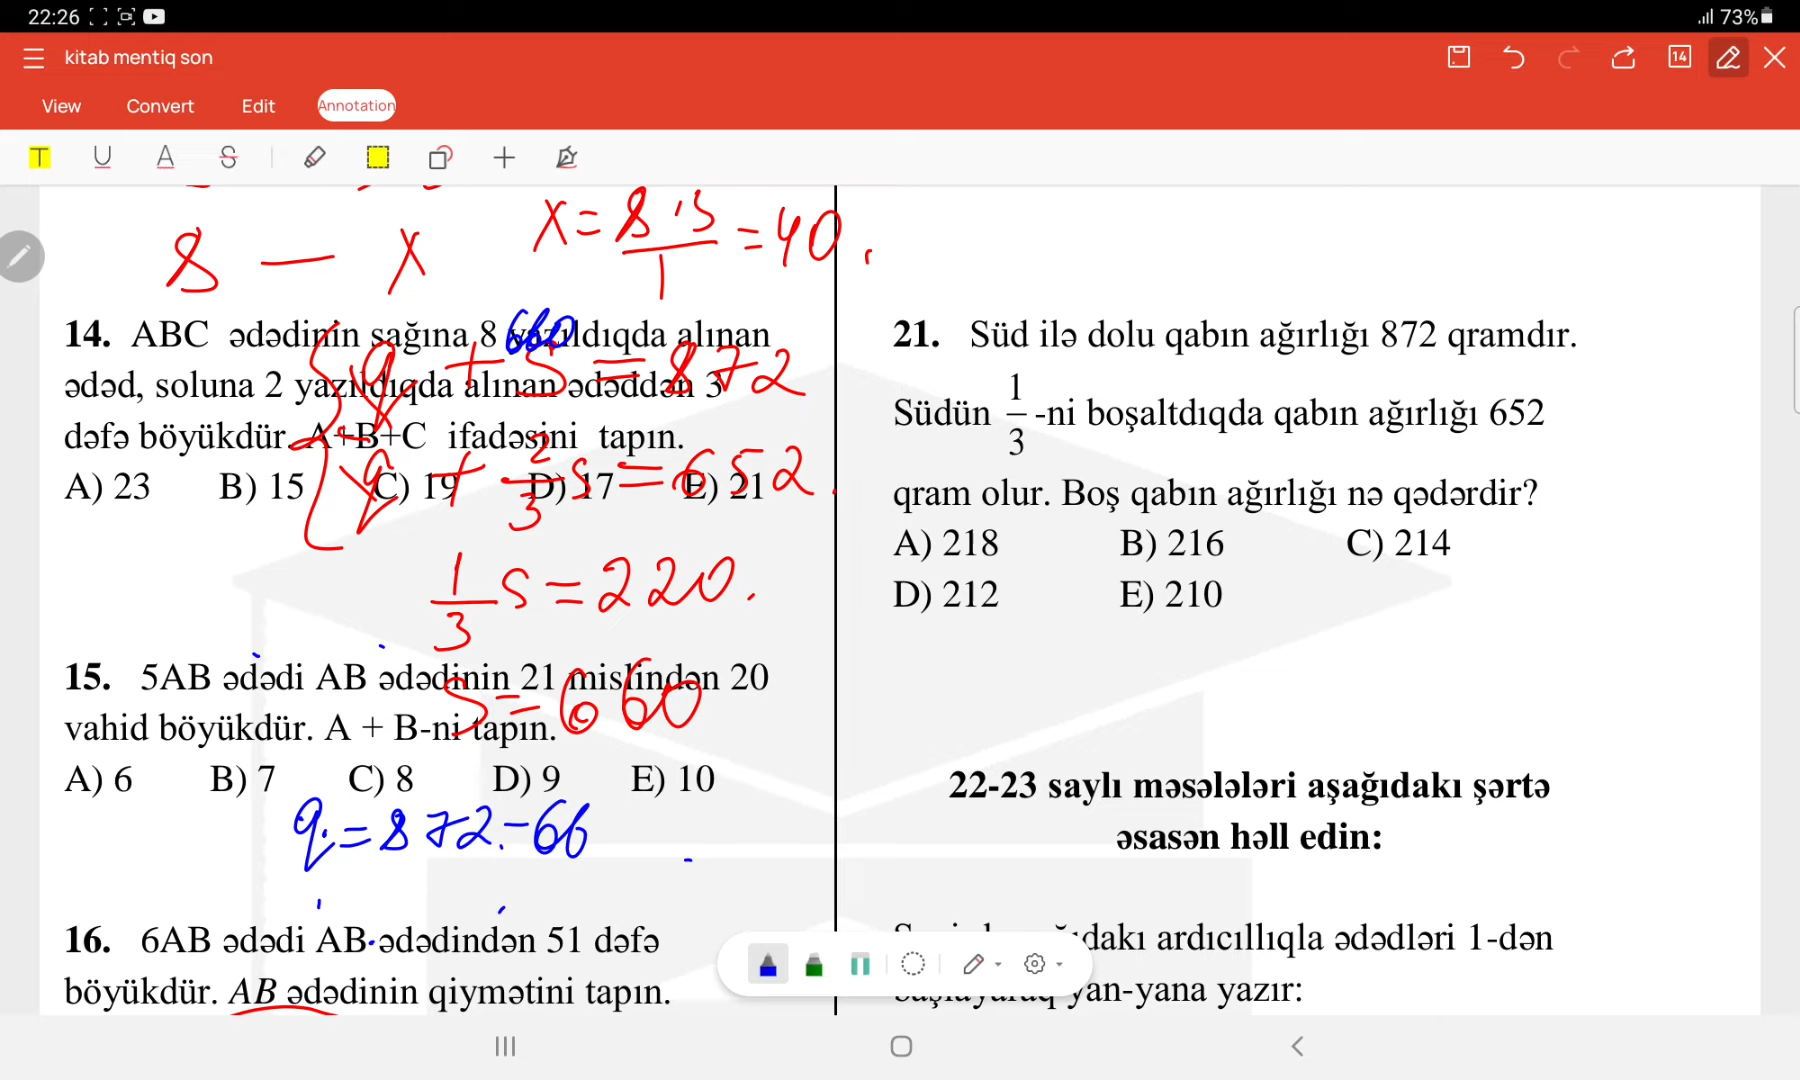 22:26
73%
kitab mentiq son
14
View Convert Edit Annotation
8 — x
x = 8·5/1 = 40.
14. ABC ədədinin sağına 8 yazıldıqda alınan
ədəd, soluna 2 yazıldıqda alınan ədəddən 3
dəfə böyükdür. A+B+C ifadəsini tapın.
A) 23 B) 15 C) 19 D) 17 E) 21
660
q + s = 872
q + 2/3 s = 652.
1/3 s = 220.
s = 660
15. 5AB ədədi AB ədədinin 21 mislindən 20
vahid böyükdür. A + B-ni tapın.
A) 6 B) 7 C) 8 D) 9 E) 10
q = 872 - 66
16. 6AB ədədi AB ədədindən 51 dəfə
böyükdür. AB ədədinin qiymətini tapın.
21. Süd ilə dolu qabın ağırlığı 872 qramdır.
Südün 1/3 -ni boşaltdıqda qabın ağırlığı 652
qram olur. Boş qabın ağırlığı nə qədərdir?
A) 218 B) 216 C) 214
D) 212 E) 210
22-23 saylı məsələləri aşağıdakı şərtə
əsasən həll edin:
ardıcıllıqla ədədləri 1-dən
yan-yana yazır: